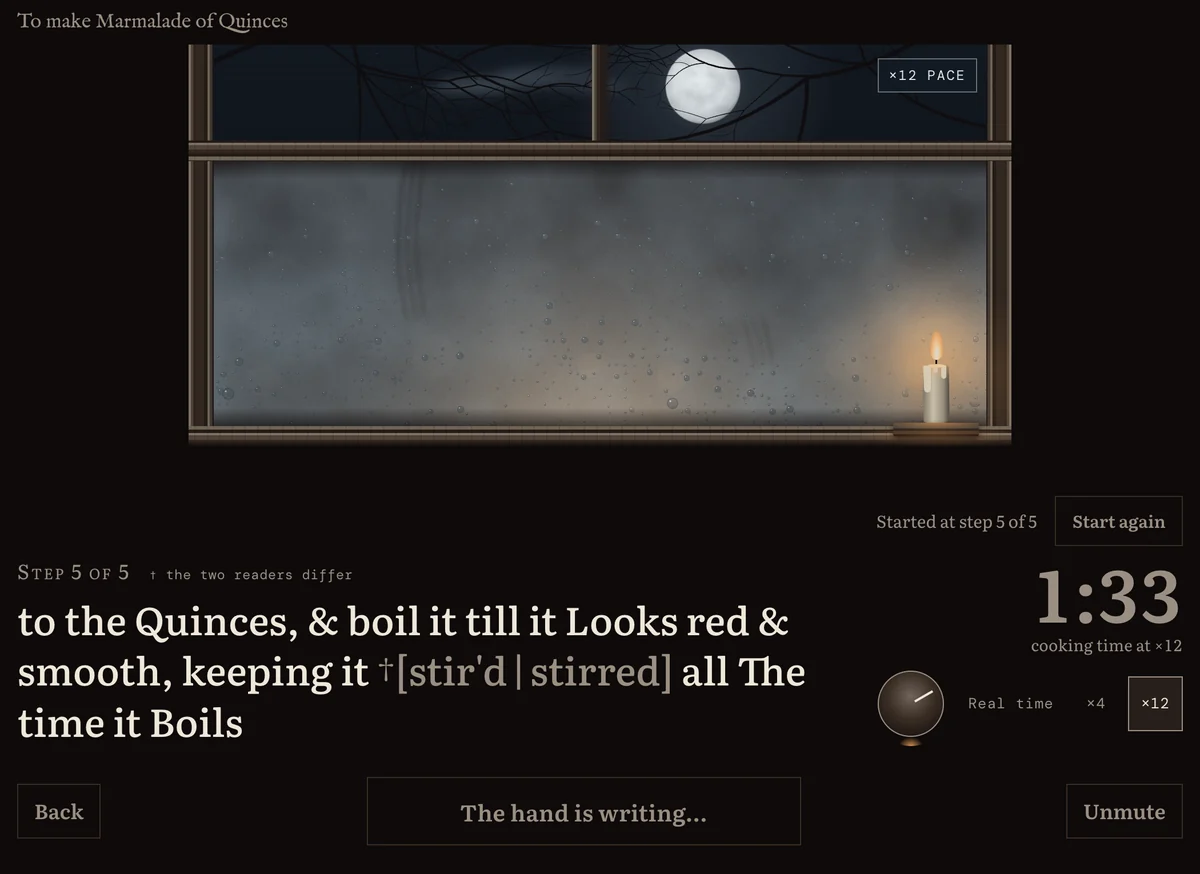 To make Marmalade of Quinces
×12 PACE
Started at step 5 of 5
Start again
STEP 5 OF 5 † the two readers differ
to the Quinces, & boil it till it Looks red &
smooth, keeping it †[stir'd | stirred] all The
time it Boils
1:33
cooking time at ×12
Real time ×4 ×12
Back
The hand is writing...
Unmute